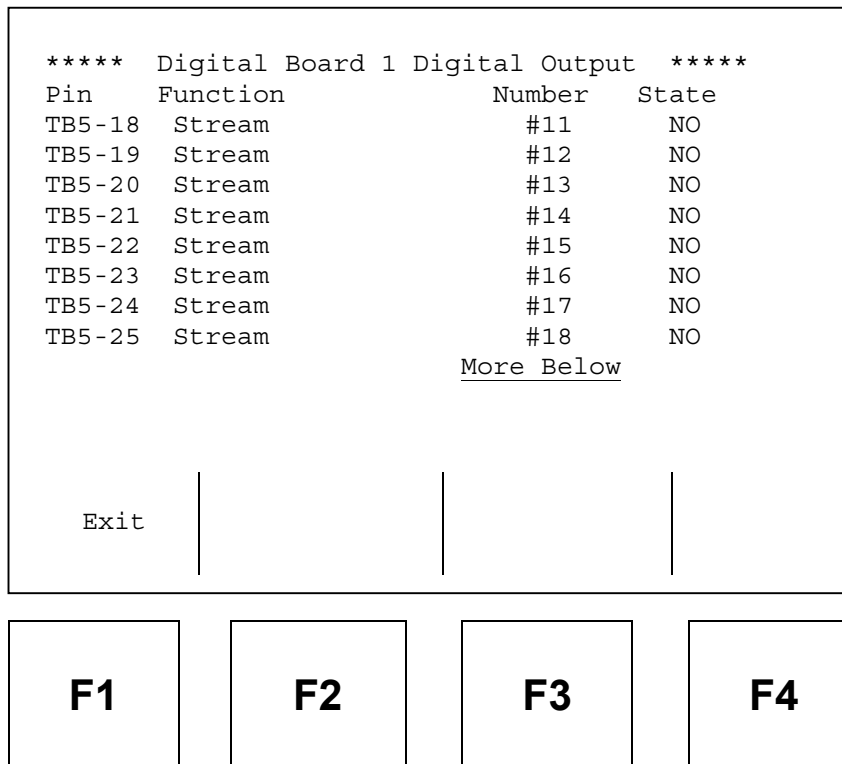 ***** Digital Board 1 Digital Output *****
Pin Function Number State
TB5-18 Stream #11 NO
TB5-19 Stream #12 NO
TB5-20 Stream #13 NO
TB5-21 Stream #14 NO
TB5-22 Stream #15 NO
TB5-23 Stream #16 NO
TB5-24 Stream #17 NO
TB5-25 Stream #18 NO
More Below
Exit
F1 F2 F3 F4